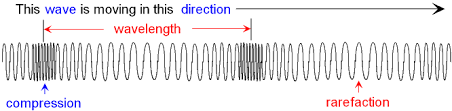 This wave is moving in this direction
wavelength
compression
rarefaction